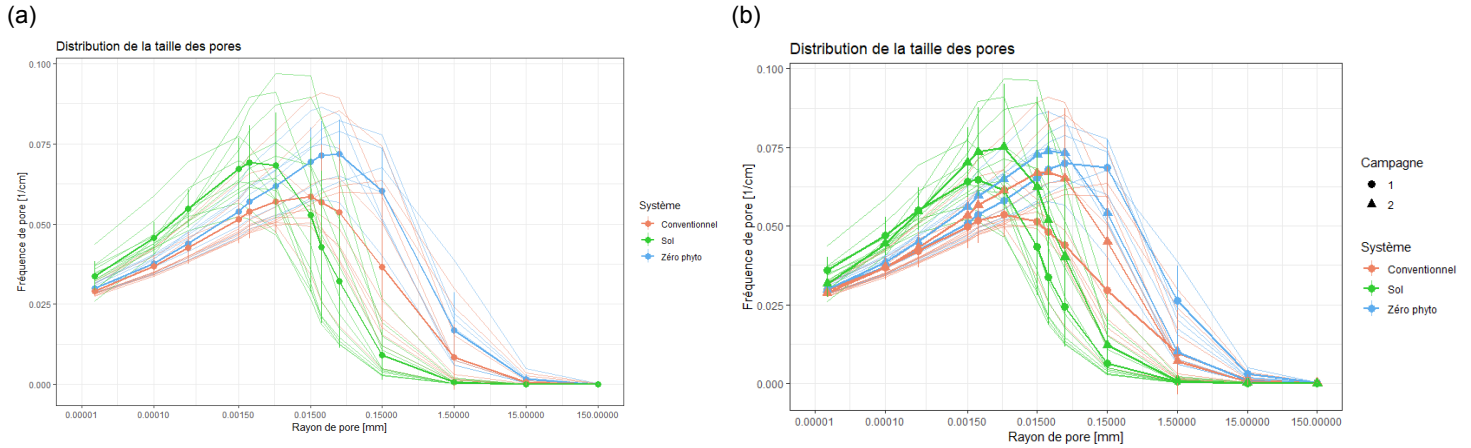 (a)
Distribution de la taille des pores
Fréquence de pore [1/cm]
0.100
0.075
0.050
0.025
0.000
0.00001
0.00010
0.00150
0.01500
0.15000
1.50000
15.00000
150.00000
Rayon de pore [mm]
Système
Conventionnel
Sol
Zéro phyto
(b)
Distribution de la taille des pores
Fréquence de pore [1/cm]
0.100
0.075
0.050
0.025
0.000
0.00001
0.00010
0.00150
0.01500
0.15000
1.50000
15.00000
150.00000
Rayon de pore [mm]
Campagne
1
2
Système
Conventionnel
Sol
Zéro phyto